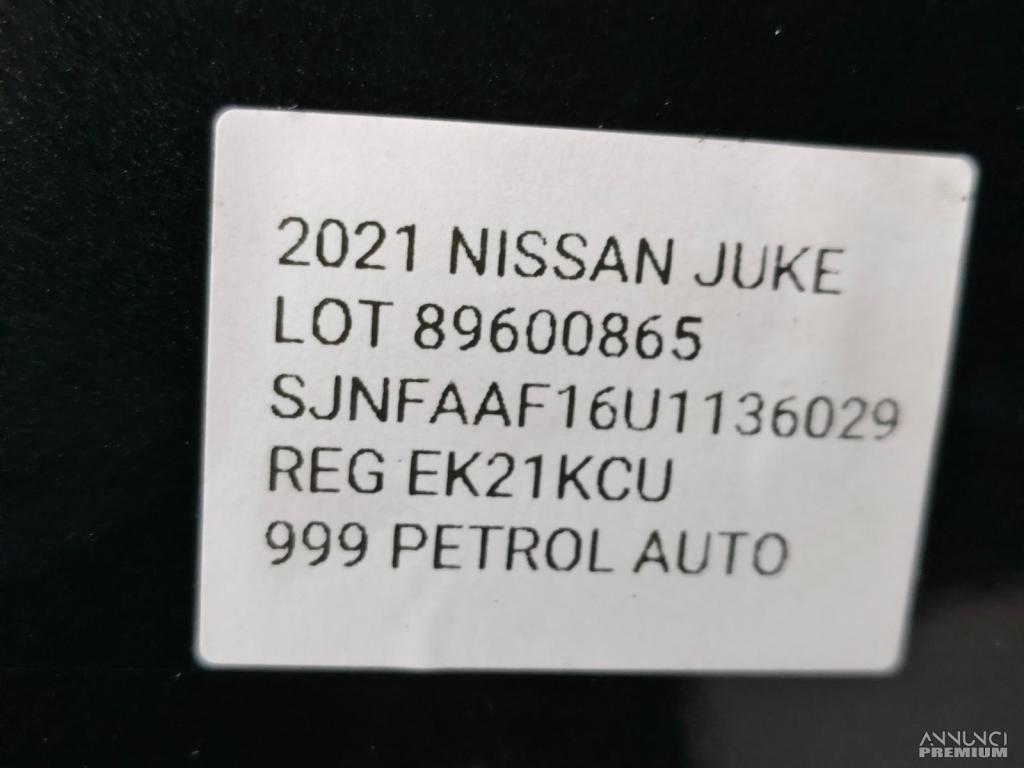 2021 NISSAN JUKE
LOT 89600865
SJNFAAF16U1136029
REG EK21KCU
999 PETROL AUTO
ANNUNCI
PREMIUM